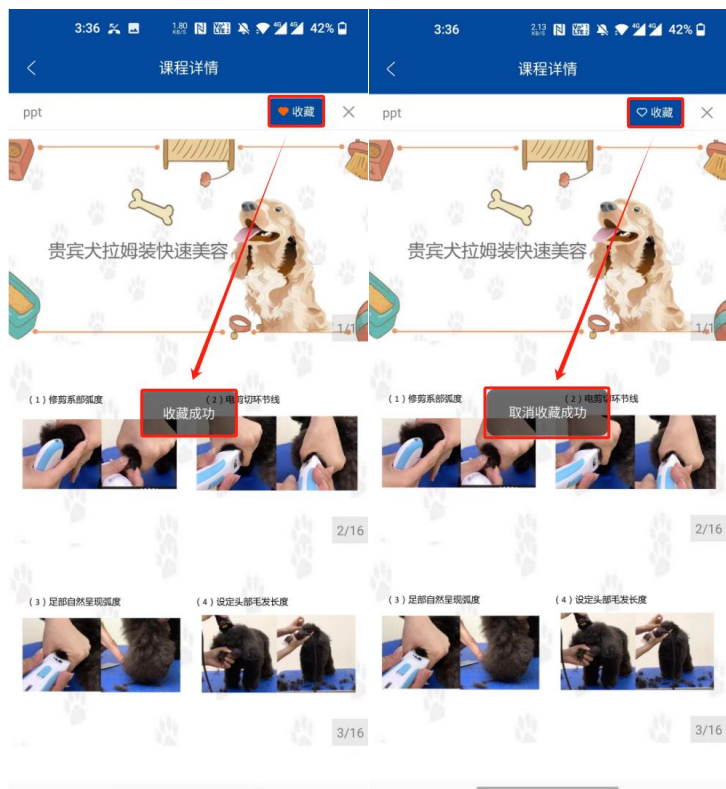 3:36 1.80 KB/S 4G 4G 42%
课程详情
ppt 收藏
贵宾犬拉姆装快速美容
(1)修剪系部弧度 (2)电剪切环节线
收藏成功
2/16
(3)足部自然呈现弧度 (4)设定头部毛发长度
3/16
3:36 2.13 KB/S 4G 4G 42%
课程详情
ppt 收藏
贵宾犬拉姆装快速美容
1/1
(1)修剪系部弧度 (2)电剪切环节线
取消收藏成功
2/16
(3)足部自然呈现弧度 (4)设定头部毛发长度
3/16